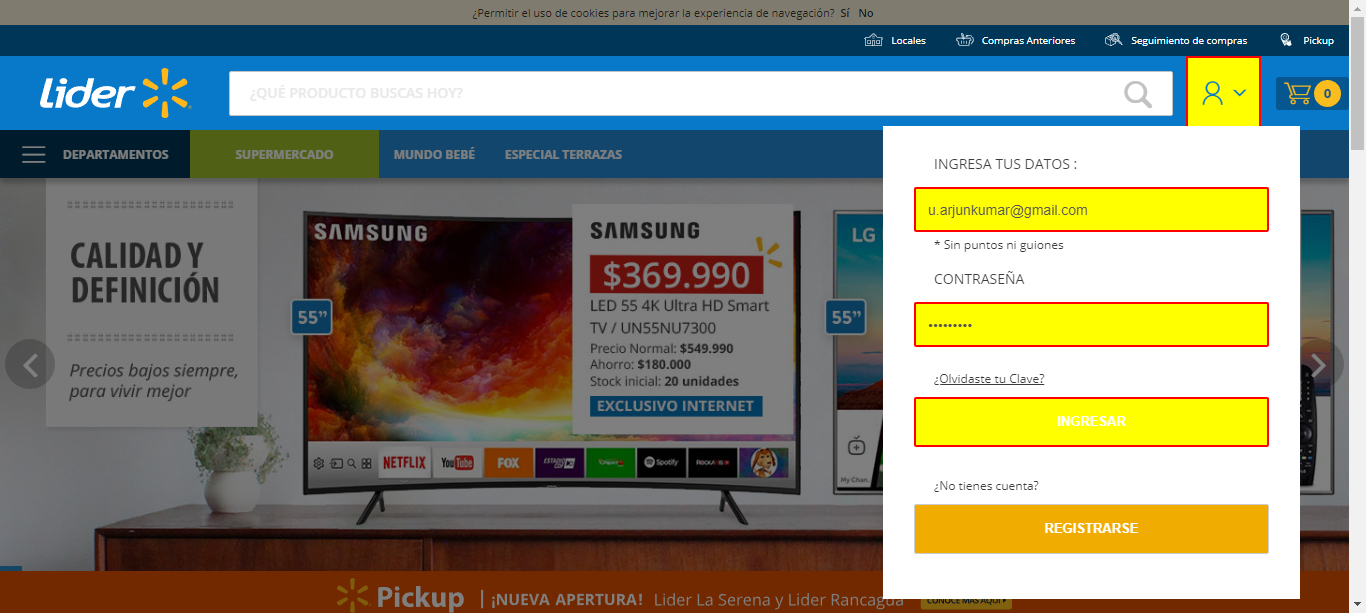 ¿Permitir el uso de cookies para mejorar la experiencia de navegación? Sí No
Locales Compras Anteriores Seguimiento de compras Pickup
Lider
¿QUÉ PRODUCTO BUSCAS HOY?
0
DEPARTAMENTOS SUPERMERCADO MUNDO BEBÉ ESPECIAL TERRAZAS
INGRESA TUS DATOS :
u.arjunkumar@gmail.com
* Sin puntos ni guiones
CONTRASEÑA
•••••••••
¿Olvidaste tu Clave?
INGRESAR
¿No tienes cuenta?
REGISTRARSE
CALIDAD Y
DEFINICIÓN
Precios bajos siempre,
para vivir mejor
SAMSUNG
55”
SAMSUNG
$369.990
LED 55 4K Ultra HD Smart
TV / UN55NU7300
Precio Normal: $549.990
Ahorro: $180.000
Stock inicial: 20 unidades
EXCLUSIVO INTERNET
NETFLIX YouTube FOX Spotify
LG
55”
My Chan.
Pickup | ¡NUEVA APERTURA! Lider La Serena y Lider Rancagua
CONOCE MÁS AQUÍ